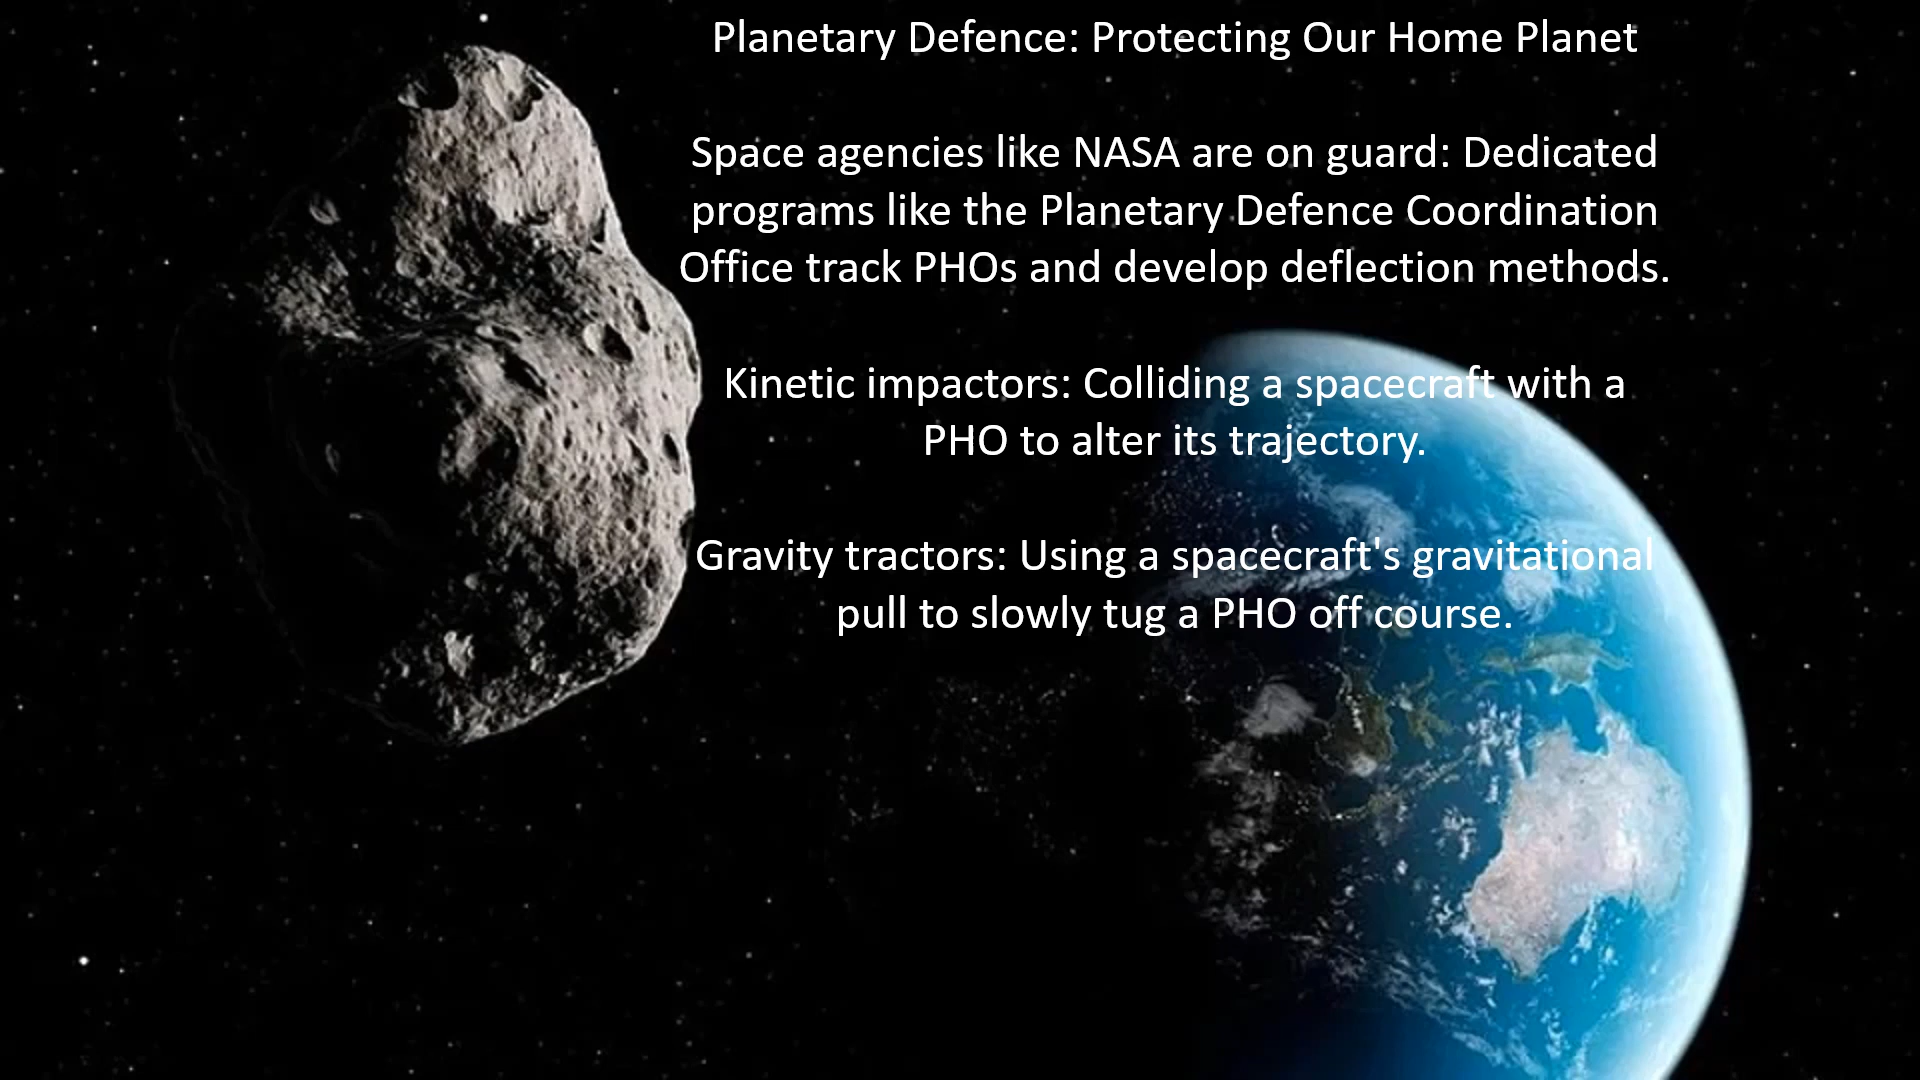 Planetary Defence: Protecting Our Home Planet
Space agencies like NASA are on guard: Dedicated
programs like the Planetary Defence Coordination
Office track PHOs and develop deflection methods.
Kinetic impactors: Colliding a spacecraft with a
PHO to alter its trajectory.
Gravity tractors: Using a spacecraft's gravitational
pull to slowly tug a PHO off course.